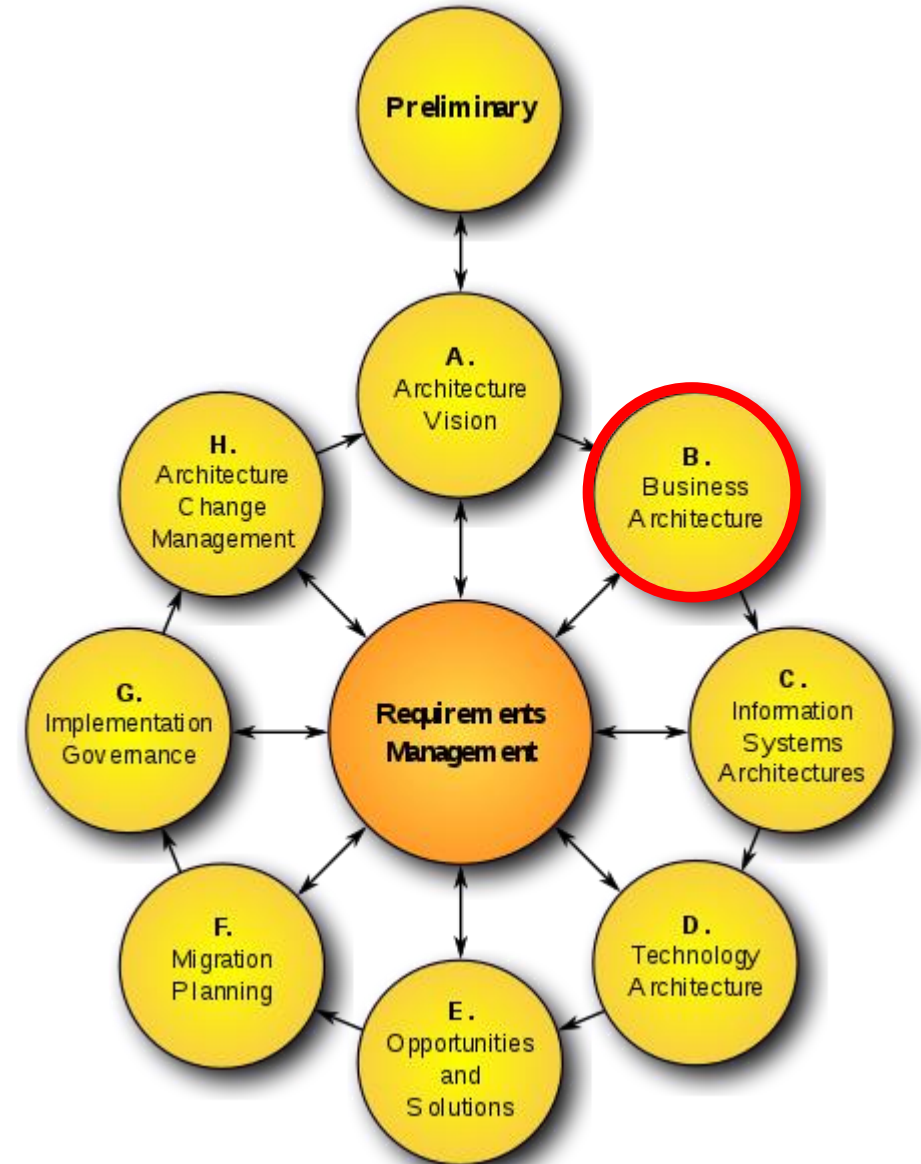 Preliminary
A.
Architecture
Vision
B.
Business
Architecture
C.
Information
Systems
Architectures
D.
Technology
Architecture
E.
Opportunities
and
Solutions
F.
Migration
Planning
G.
Implementation
Governance
H.
Architecture
Change
Management
Requirements
Management